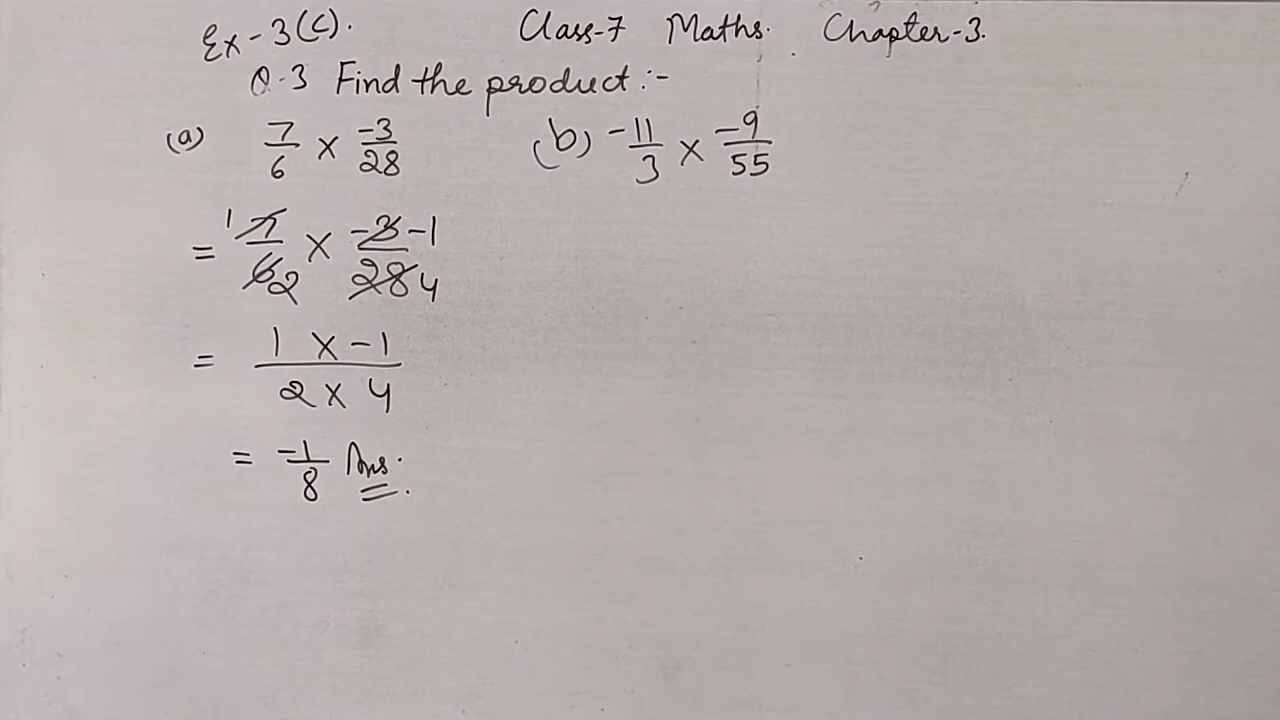 Ex-3(C). Class-7 Maths. Chapter-3.
Q.3 Find the product :-
(a) 7/6 × -3/28 (b) -11/3 × -9/55
= 1 7/6 2 × -3/28 -1 4
= 1 × -1 / 2 × 4
= -1/8 Ans.